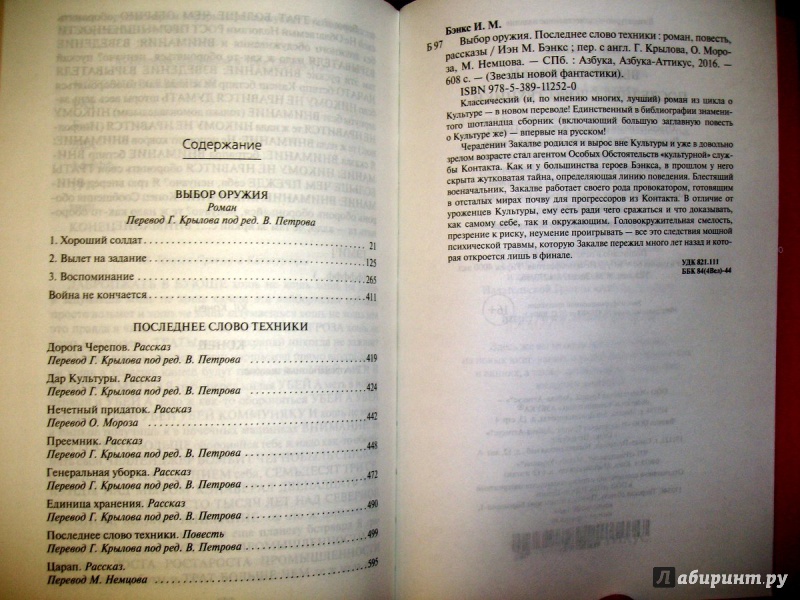 Содержание
ВЫБОР ОРУЖИЯ
Роман
Перевод Г. Крылова под ред. В. Петрова
1. Хороший солдат 21
2. Вылет на задание 125
3. Воспоминание 265
Война не кончается 411
ПОСЛЕДНЕЕ СЛОВО ТЕХНИКИ
Дорога Черепов. Рассказ
Перевод Г. Крылова под ред. В. Петрова 419
Дар Культуры. Рассказ
Перевод Г. Крылова под ред. В. Петрова 424
Нечетный придаток. Рассказ
Перевод О. Мороза 442
Преемник. Рассказ
Перевод Г. Крылова под ред. В. Петрова 448
Генеральная уборка. Рассказ
Перевод Г. Крылова под ред. В. Петрова 472
Единица хранения. Рассказ
Перевод Г. Крылова под ред. В. Петрова 490
Последнее слово техники. Повесть
Перевод Г. Крылова под ред. В. Петрова 499
Царап. Рассказ.
Перевод М. Немцова 595
Бэнкс И. М.
Б 97 Выбор оружия. Последнее слово техники : роман, повесть,
рассказы / Иэн М. Бэнкс ; пер. с англ. Г. Крылова, О. Моро-
за, М. Немцова. — СПб. : Азбука, Азбука-Аттикус, 2016. —
608 с. — (Звезды новой фантастики).
ISBN 978-5-389-11252-0
Классический (и, по мнению многих, лучший) роман из цикла о
Культуре — в новом переводе! Единственный в библиографии знамени-
того шотландца сборник (включающий большую заглавную повесть
о Культуре же) — впервые на русском!
Чераденин Закалве родился и вырос вне Культуры и уже в довольно
зрелом возрасте стал агентом Особых Обстоятельств «культурной» служ-
бы Контакта. Как и у большинства героев Бэнкса, в прошлом у него
скрыта жутковатая тайна, определяющая линию поведения. Блестящий
военачальник, Закалве работает своего рода провокатором, готовящим
в отсталых мирах почву для прогрессоров из Контакта. В отличие от
уроженцев Культуры, ему есть ради чего сражаться и что доказывать,
как самому себе, так и окружающим. Головокружительная смелость,
презрение к риску, неумение проигрывать — все это следствия мощной
психической травмы, которую Закалве пережил много лет назад и кото-
рая откроется лишь в финале.
УДК 821.111
ББК 84(4Вел)-44
Лабиринт.ру